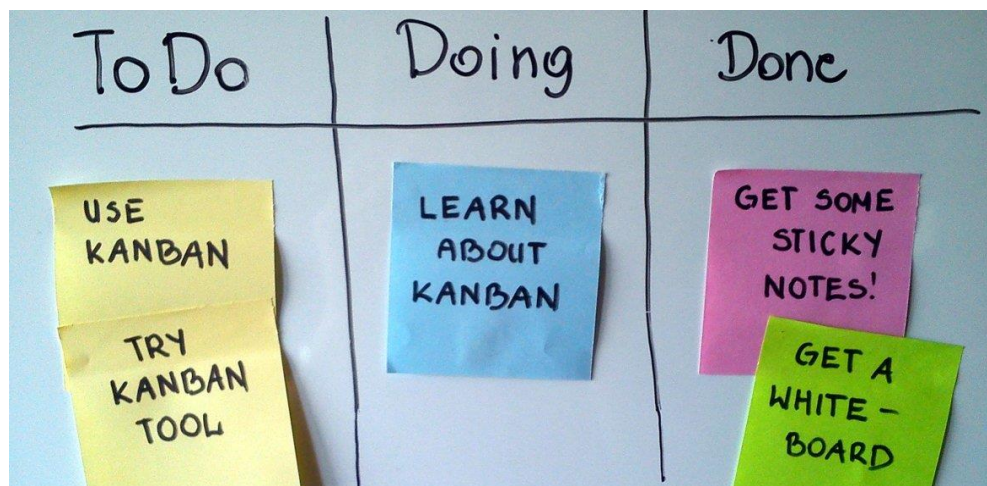 To Do
Doing
Done
USE
KANBAN
TRY
KANBAN
TOOL
LEARN
ABOUT
KANBAN
GET SOME
STICKY
NOTES!
GET A
WHITE-
BOARD